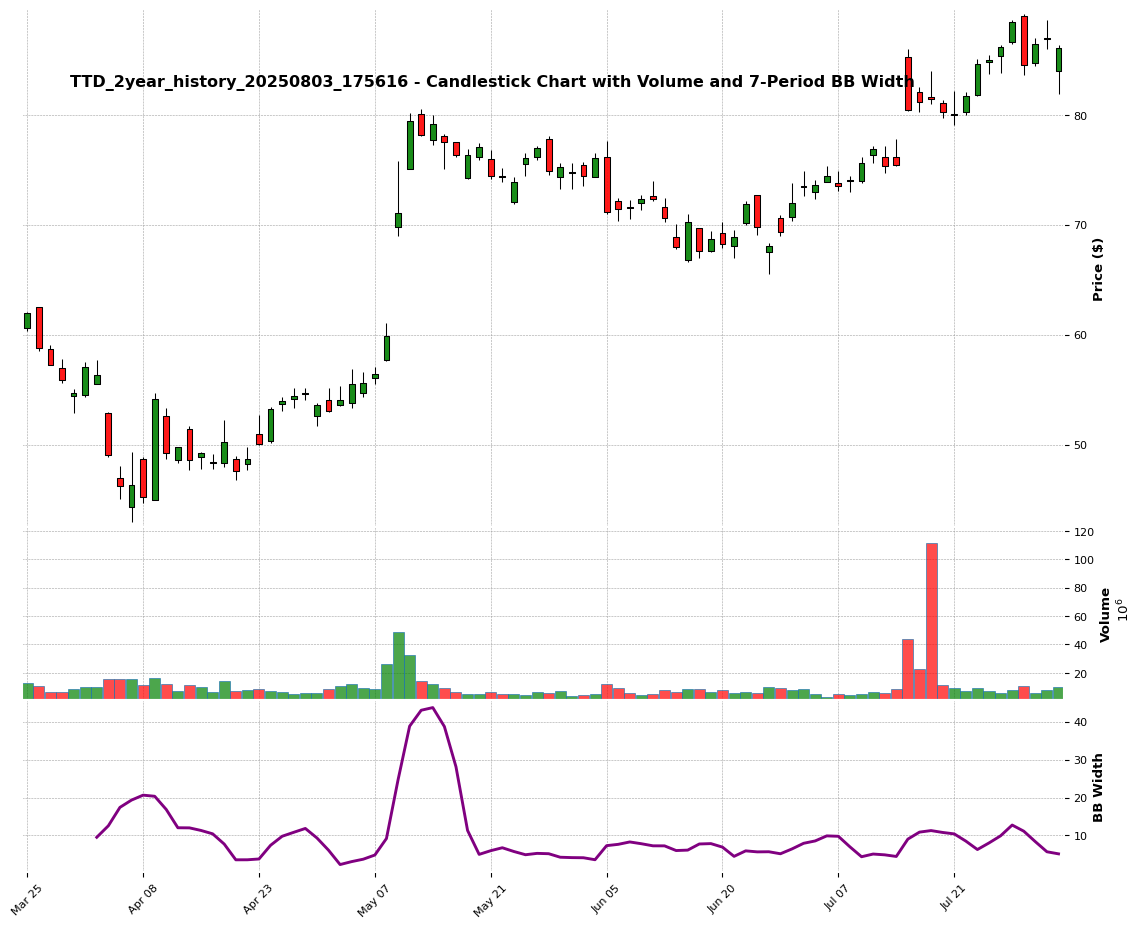 TTD_2year_history_20250803_175616 - Candlestick Chart with Volume and 7-Period BB Width
80
70
60
50
Price ($)
120
100
80
60
40
20
Volume
10^6
40
30
20
10
BB Width
Mar 25
Apr 08
Apr 23
May 07
May 21
Jun 05
Jun 20
Jul 07
Jul 21